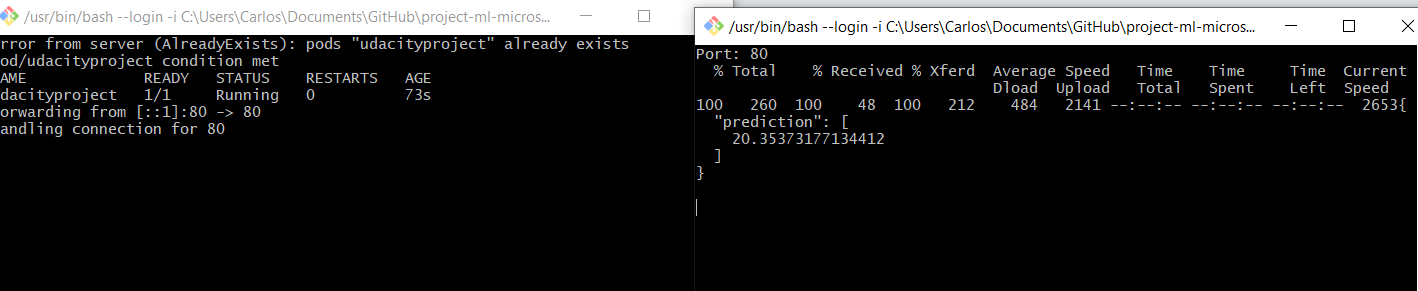 /usr/bin/bash --login -i C:\Users\Carlos\Documents\GitHub\project-ml-micros...
rror from server (AlreadyExists): pods "udacityproject" already exists
od/udacityproject condition met
AME READY STATUS RESTARTS AGE
dacityproject 1/1 Running 0 73s
orwarding from [::1]:80 -> 80
andling connection for 80
/usr/bin/bash --login -i C:\Users\Carlos\Documents\GitHub\project-ml-micros...
Port: 80
% Total % Received % Xferd Average Speed Time Time Time Current
Dload Upload Total Spent Left Speed
100 260 100 48 100 212 484 2141 --:--:-- --:--:-- --:--:-- 2653{
"prediction": [
20.35373177134412
]
}